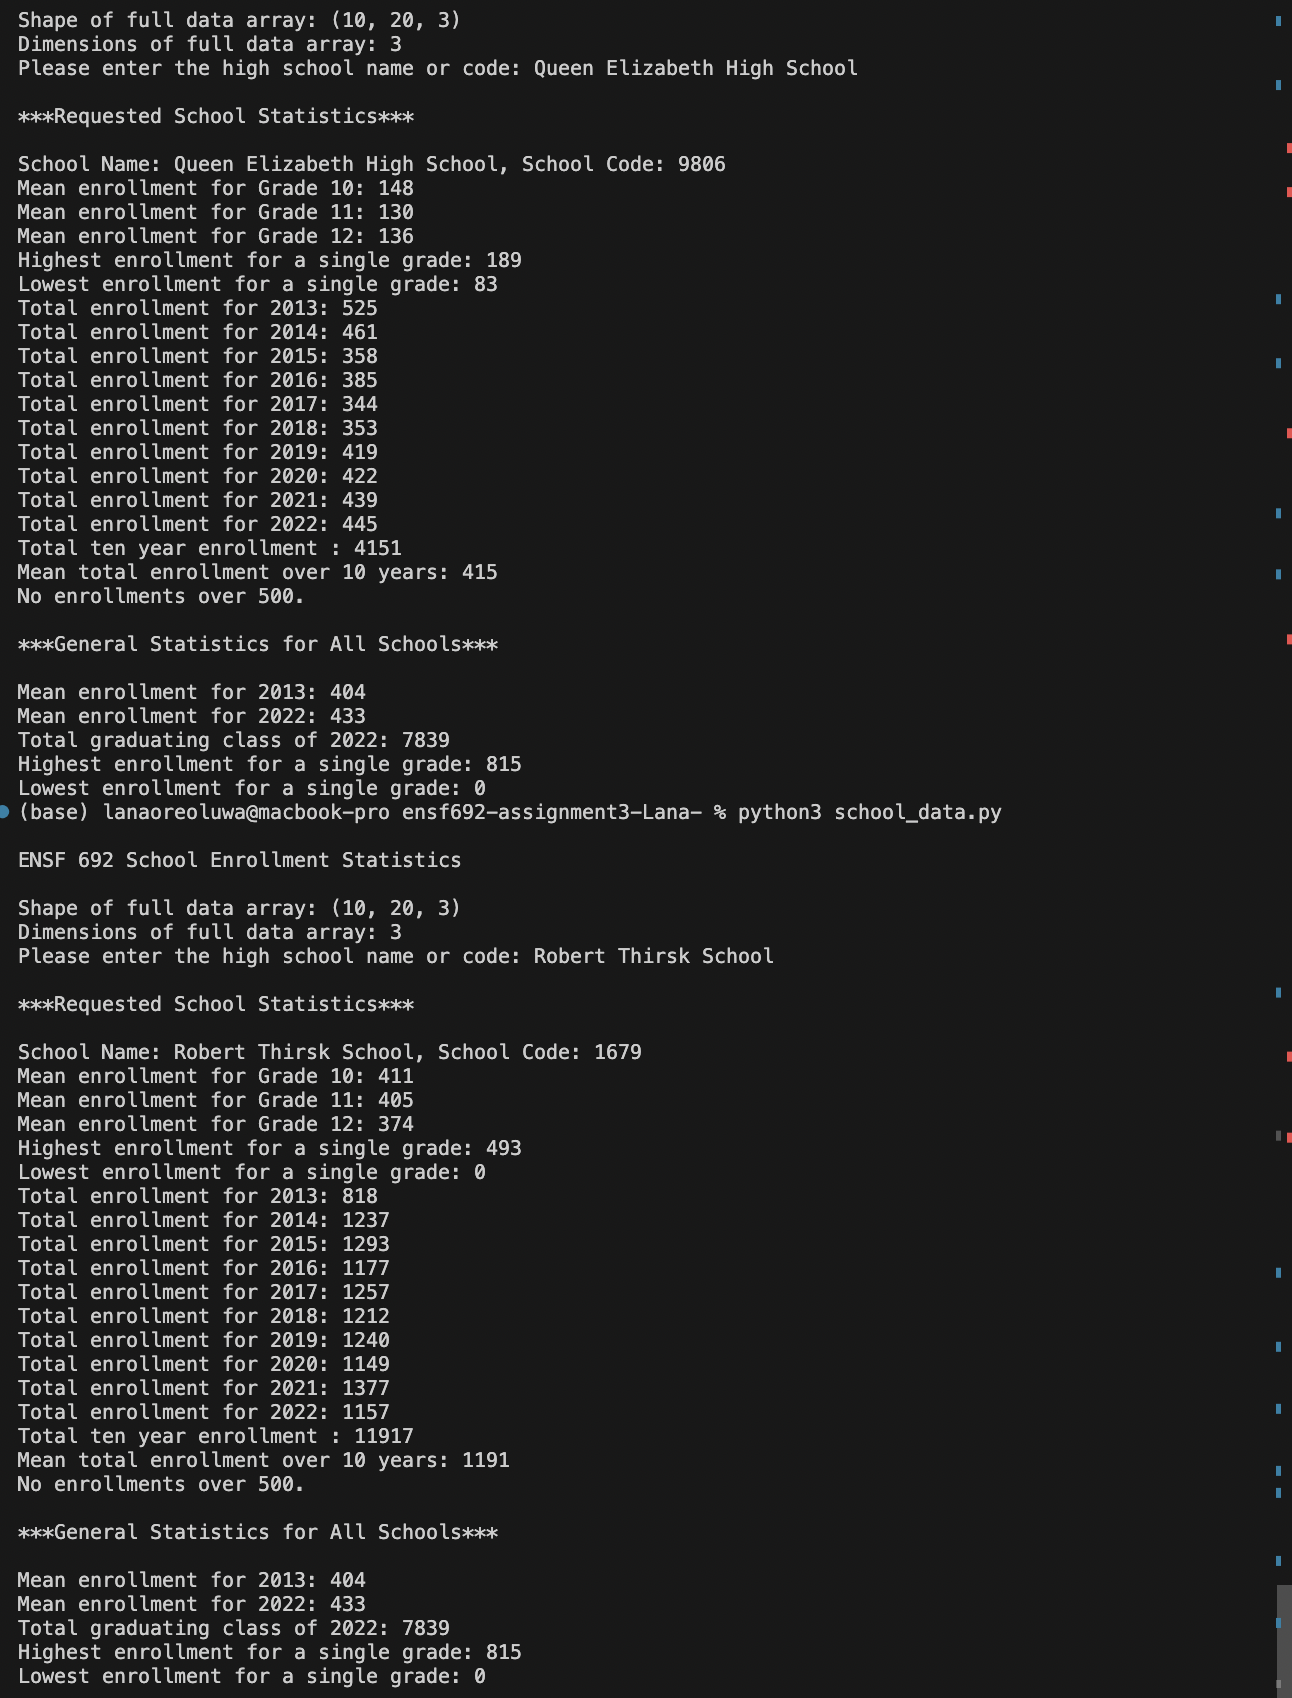 Shape of full data array: (10, 20, 3)
Dimensions of full data array: 3
Please enter the high school name or code: Queen Elizabeth High School
***Requested School Statistics***
School Name: Queen Elizabeth High School, School Code: 9806
Mean enrollment for Grade 10: 148
Mean enrollment for Grade 11: 130
Mean enrollment for Grade 12: 136
Highest enrollment for a single grade: 189
Lowest enrollment for a single grade: 83
Total enrollment for 2013: 525
Total enrollment for 2014: 461
Total enrollment for 2015: 358
Total enrollment for 2016: 385
Total enrollment for 2017: 344
Total enrollment for 2018: 353
Total enrollment for 2019: 419
Total enrollment for 2020: 422
Total enrollment for 2021: 439
Total enrollment for 2022: 445
Total ten year enrollment : 4151
Mean total enrollment over 10 years: 415
No enrollments over 500.
***General Statistics for All Schools***
Mean enrollment for 2013: 404
Mean enrollment for 2022: 433
Total graduating class of 2022: 7839
Highest enrollment for a single grade: 815
Lowest enrollment for a single grade: 0
(base) lanaoreoluwa@macbook-pro ensf692-assignment3-Lana- % python3 school_data.py
ENSF 692 School Enrollment Statistics
Shape of full data array: (10, 20, 3)
Dimensions of full data array: 3
Please enter the high school name or code: Robert Thirsk School
***Requested School Statistics***
School Name: Robert Thirsk School, School Code: 1679
Mean enrollment for Grade 10: 411
Mean enrollment for Grade 11: 405
Mean enrollment for Grade 12: 374
Highest enrollment for a single grade: 493
Lowest enrollment for a single grade: 0
Total enrollment for 2013: 818
Total enrollment for 2014: 1237
Total enrollment for 2015: 1293
Total enrollment for 2016: 1177
Total enrollment for 2017: 1257
Total enrollment for 2018: 1212
Total enrollment for 2019: 1240
Total enrollment for 2020: 1149
Total enrollment for 2021: 1377
Total enrollment for 2022: 1157
Total ten year enrollment : 11917
Mean total enrollment over 10 years: 1191
No enrollments over 500.
***General Statistics for All Schools***
Mean enrollment for 2013: 404
Mean enrollment for 2022: 433
Total graduating class of 2022: 7839
Highest enrollment for a single grade: 815
Lowest enrollment for a single grade: 0